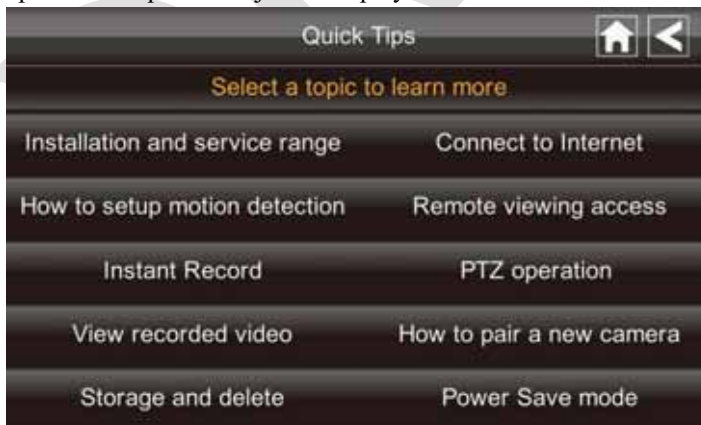 Quick Tips
Select a topic to learn more
Installation and service range
Connect to Internet
How to setup motion detection
Remote viewing access
Instant Record
PTZ operation
View recorded video
How to pair a new camera
Storage and delete
Power Save mode